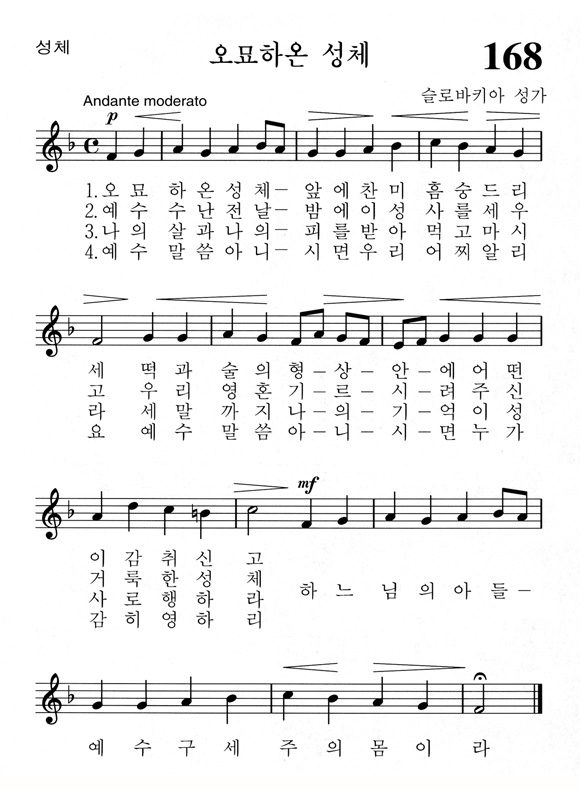 성체
오묘하온 성체
168
슬로바키아 성가
Andante moderato
p
1.오 묘 하 온 성 체 – 앞 에 찬 미 흠 숭 드 리
2.예 수 수 난 전 날 – 밤 에 이 성 사 를 세 우
3.나 의 살 과 나 의 – 피 를 받 아 먹 고 마 시
4.예 수 말 씀 아 니 – 시 면 우 리 어 찌 알 리
세 떡 과 술 의 형 – 상 – 안 – 에 어 떤
고 우 리 영 혼 기 – 르 – 시 – 려 주 신
라 세 말 까 지 나 – 의 – 기 – 억 이 성
요 예 수 말 씀 아 – 니 – 시 – 면 누 가
mf
이 감 취 신 고
거 룩 한 성 체
사 로 행 하 라
감 히 영 하 리
하 느 님 의 아 들 –
예 수 구 세 주 의 몸 이 라